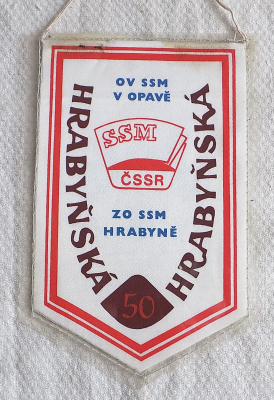 OV SSM
V OPAVĚ
HRABYŇSKÁ
SSM
ČSSR
ZO SSM
HRABYNĚ
50
HRABYŇSKÁ